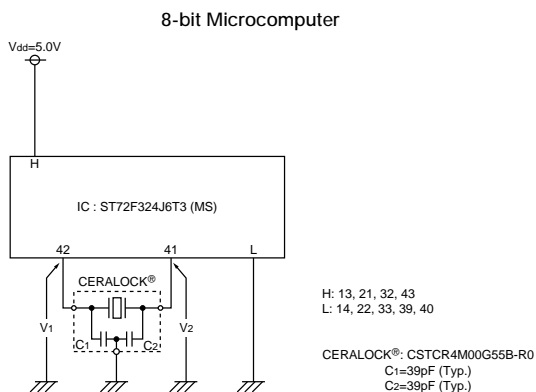 8-bit Microcomputer
Vdd=5.0V
H
IC : ST72F324J6T3 (MS)
42 41 L
CERALOCK®
V1 C1 C2 V2
H: 13, 21, 32, 43
L: 14, 22, 33, 39, 40
CERALOCK®: CSTCR4M00G55B-R0
C1=39pF (Typ.)
C2=39pF (Typ.)